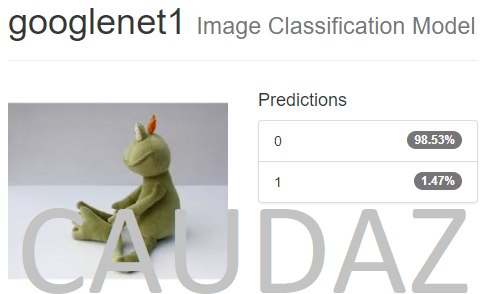 googlenet1 Image Classification Model
Predictions
0 98.53%
1 1.47%
CAUDAZ